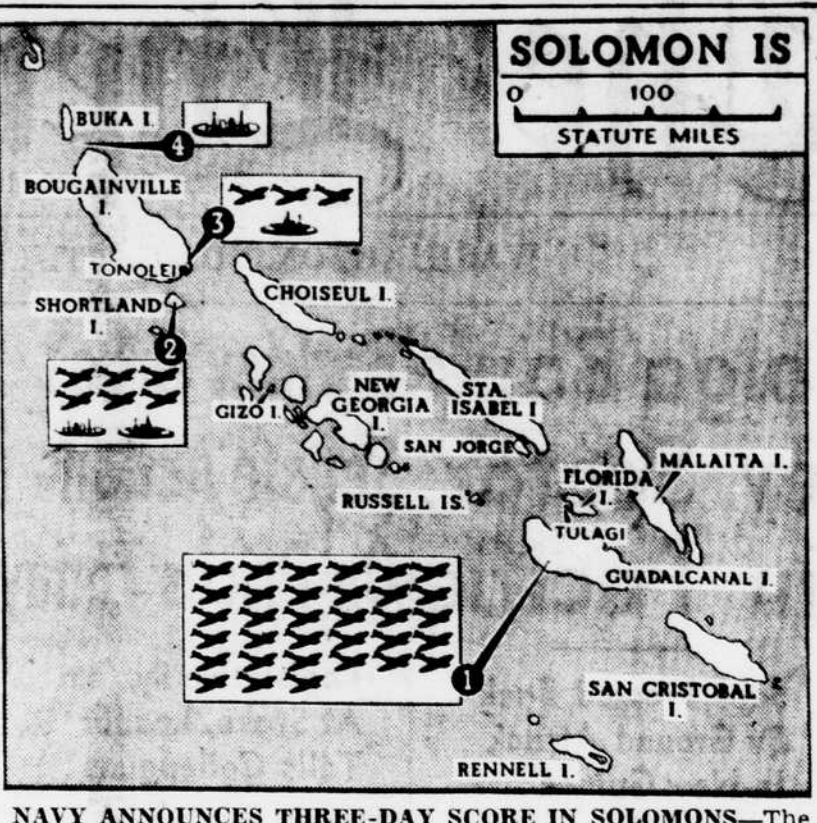 SOLOMON IS
0 100
STATUTE MILES
BUKA I.
4
BOUGAINVILLE
I.
3
TONOLEI
SHORTLAND
I.
2
CHOISEUL I.
GIZO I.
NEW
GEORGIA
I.
STA.
ISABEL I
SAN JORGE
RUSSELL IS.
FLORIDA
I.
MALAITA I.
TULAGI
GUADALCANAL I.
1
SAN CRISTOBAL
I.
RENNELL I.
NAVY ANNOUNCES THREE-DAY SCORE IN SOLOMONS—The